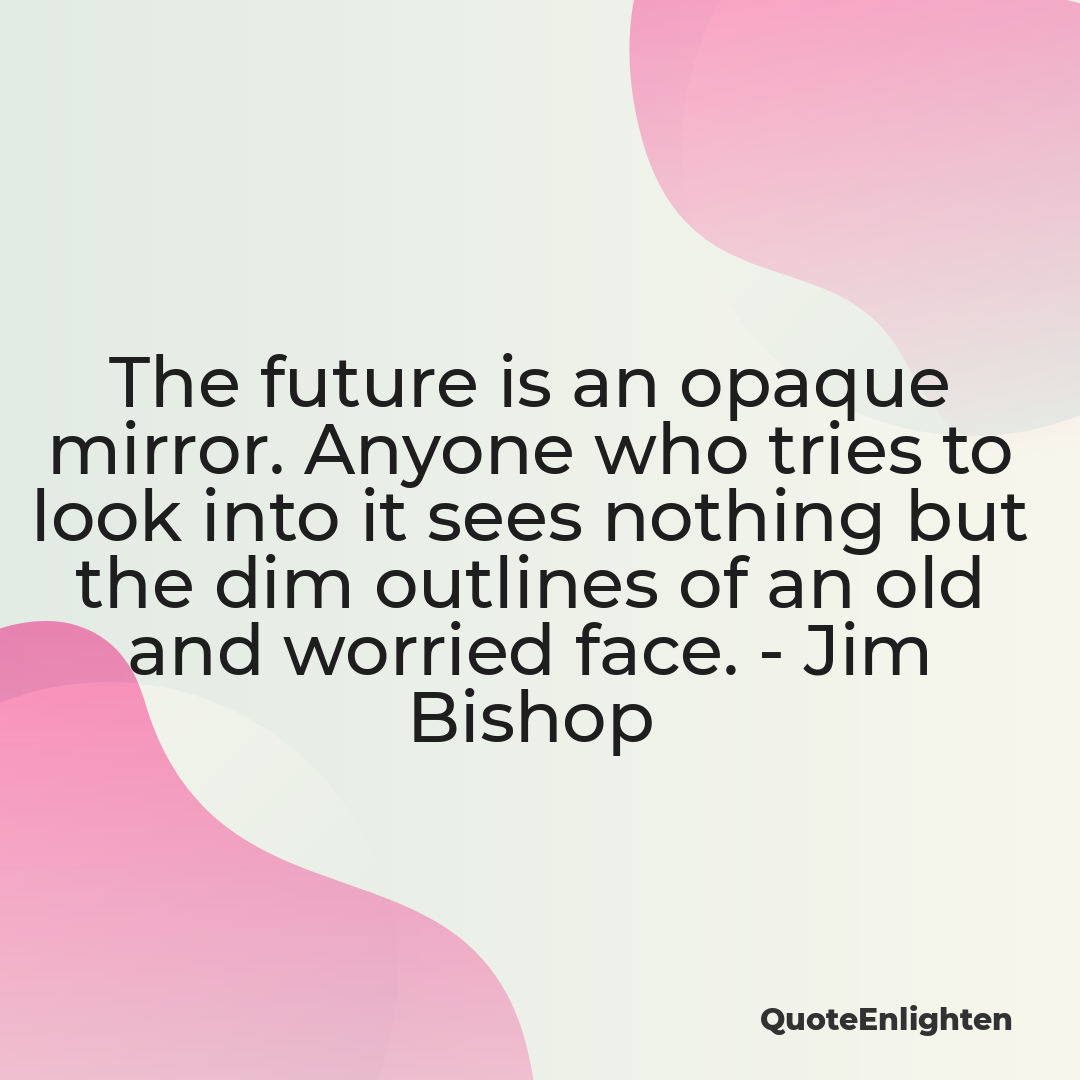 The future is an opaque
mirror. Anyone who tries to
look into it sees nothing but
the dim outlines of an old
and worried face. - Jim
Bishop
QuoteEnlighten